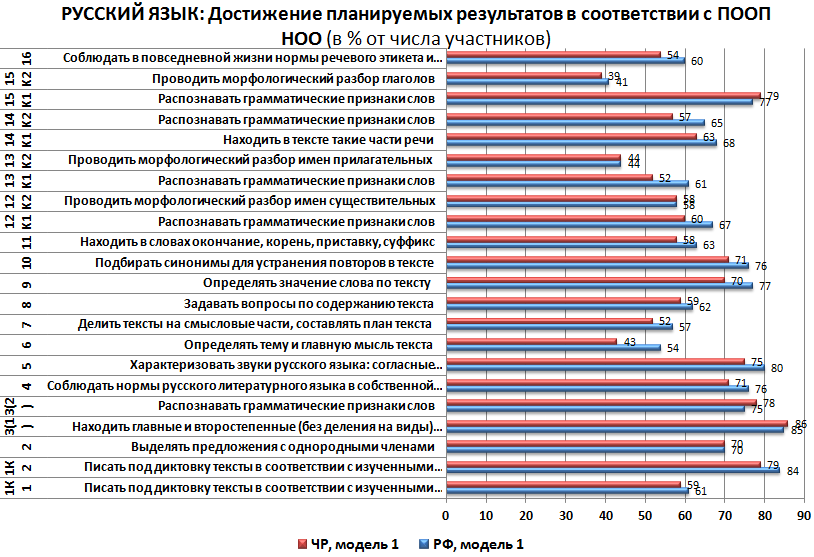 РУССКИЙ ЯЗЫК: Достижение планируемых результатов в соответствии с ПООП
НОО (в % от числа участников)
16 Соблюдать в повседневной жизни нормы речевого этикета и… 54 60
15 К2 Проводить морфологический разбор глаголов 39 41
15 К1 Распознавать грамматические признаки слов 79 77
14 К2 Распознавать грамматические признаки слов 57 65
14 К1 Находить в тексте такие части речи 63 68
13 К2 Проводить морфологический разбор имен прилагательных 44 44
13 К1 Распознавать грамматические признаки слов 52 61
12 К2 Проводить морфологический разбор имен существительных 58 58
12 К1 Распознавать грамматические признаки слов 60 67
11 Находить в словах окончание, корень, приставку, суффикс 58 63
10 Подбирать синонимы для устранения повторов в тексте 71 76
9 Определять значение слова по тексту 70 77
8 Задавать вопросы по содержанию текста 59 62
7 Делить тексты на смысловые части, составлять план текста 52 57
6 Определять тему и главную мысль текста 43 54
5 Характеризовать звуки русского языка: согласные… 75 80
4 Соблюдать нормы русского литературного языка в собственной… 71 76
3(2) Распознавать грамматические признаки слов 78 75
3(1) Находить главные и второстепенные (без деления на виды)… 86 85
2 Выделять предложения с однородными членами 70 70
1К2 Писать под диктовку тексты в соответствии с изученными… 79 84
1К1 Писать под диктовку тексты в соответствии с изученными… 59 61
0 10 20 30 40 50 60 70 80 90
ЧР, модель 1 РФ, модель 1